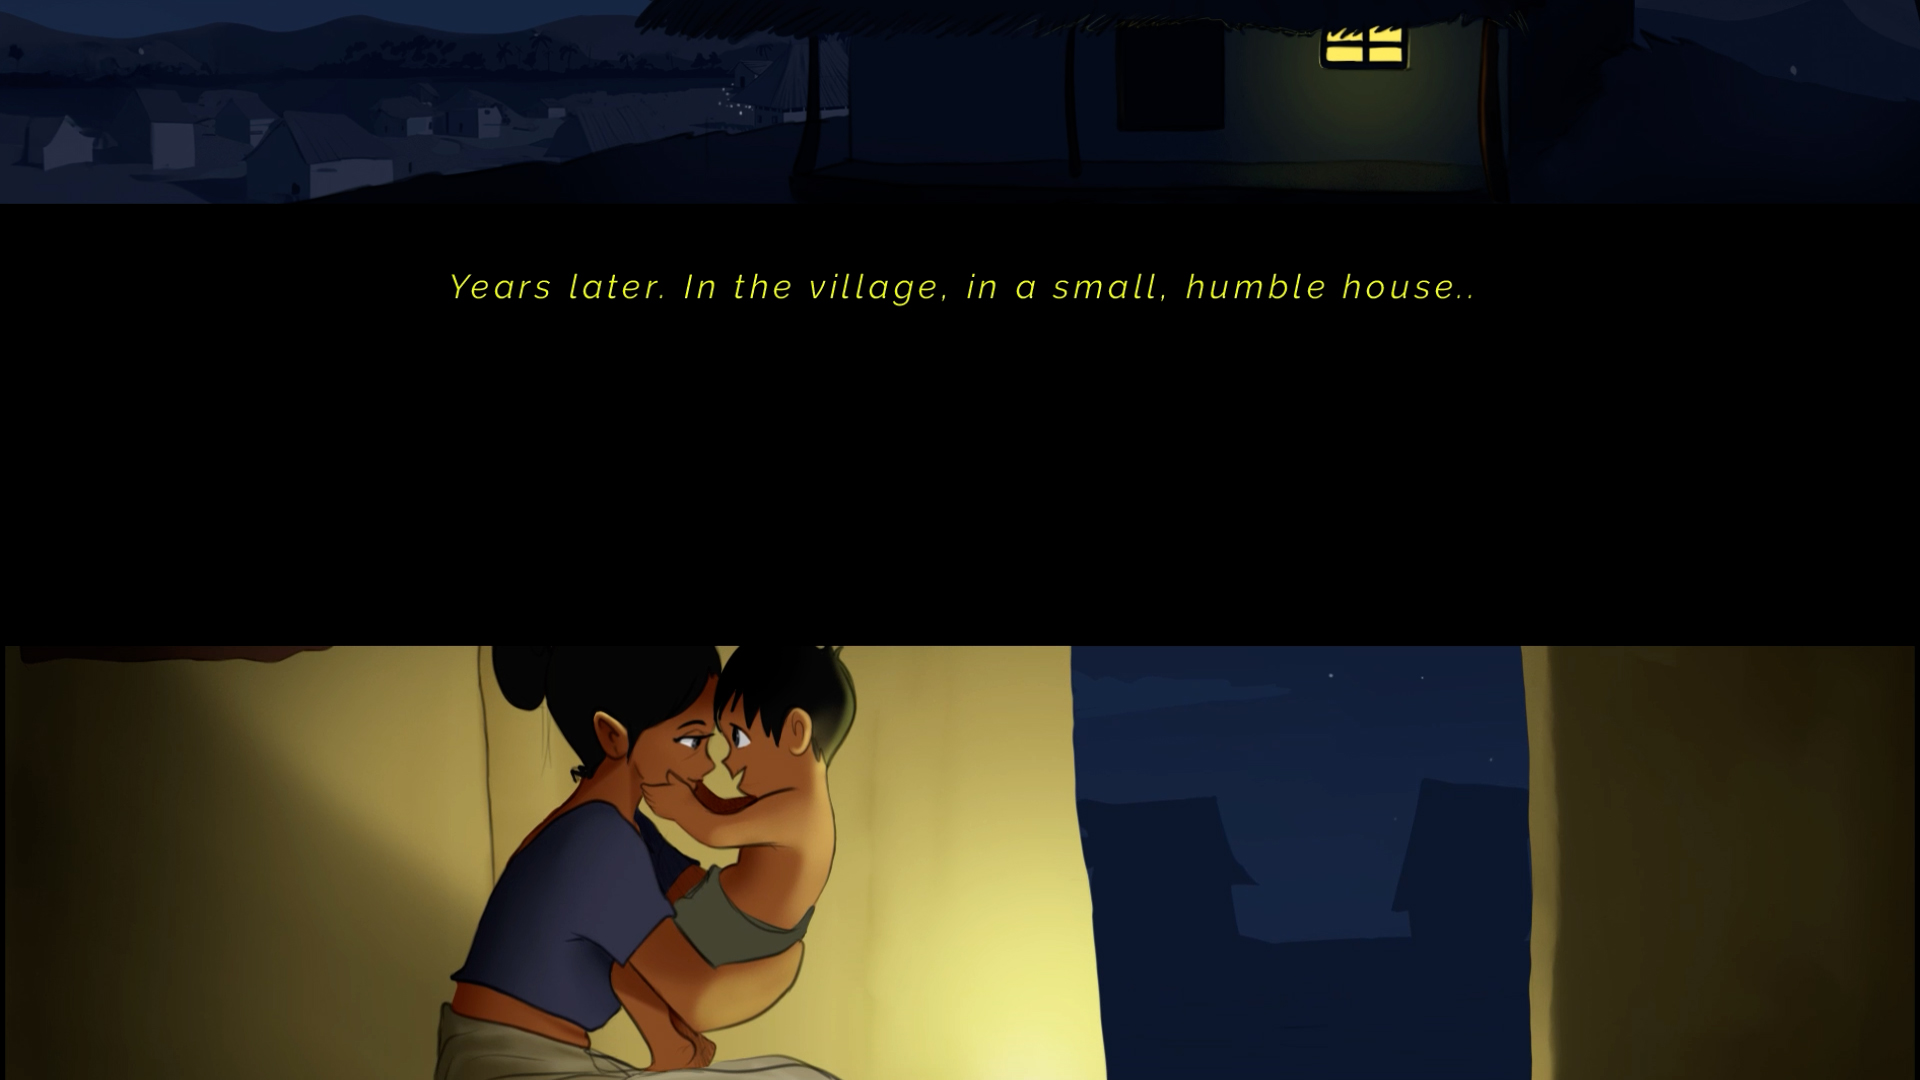 Years later. In the village, in a small, humble house..